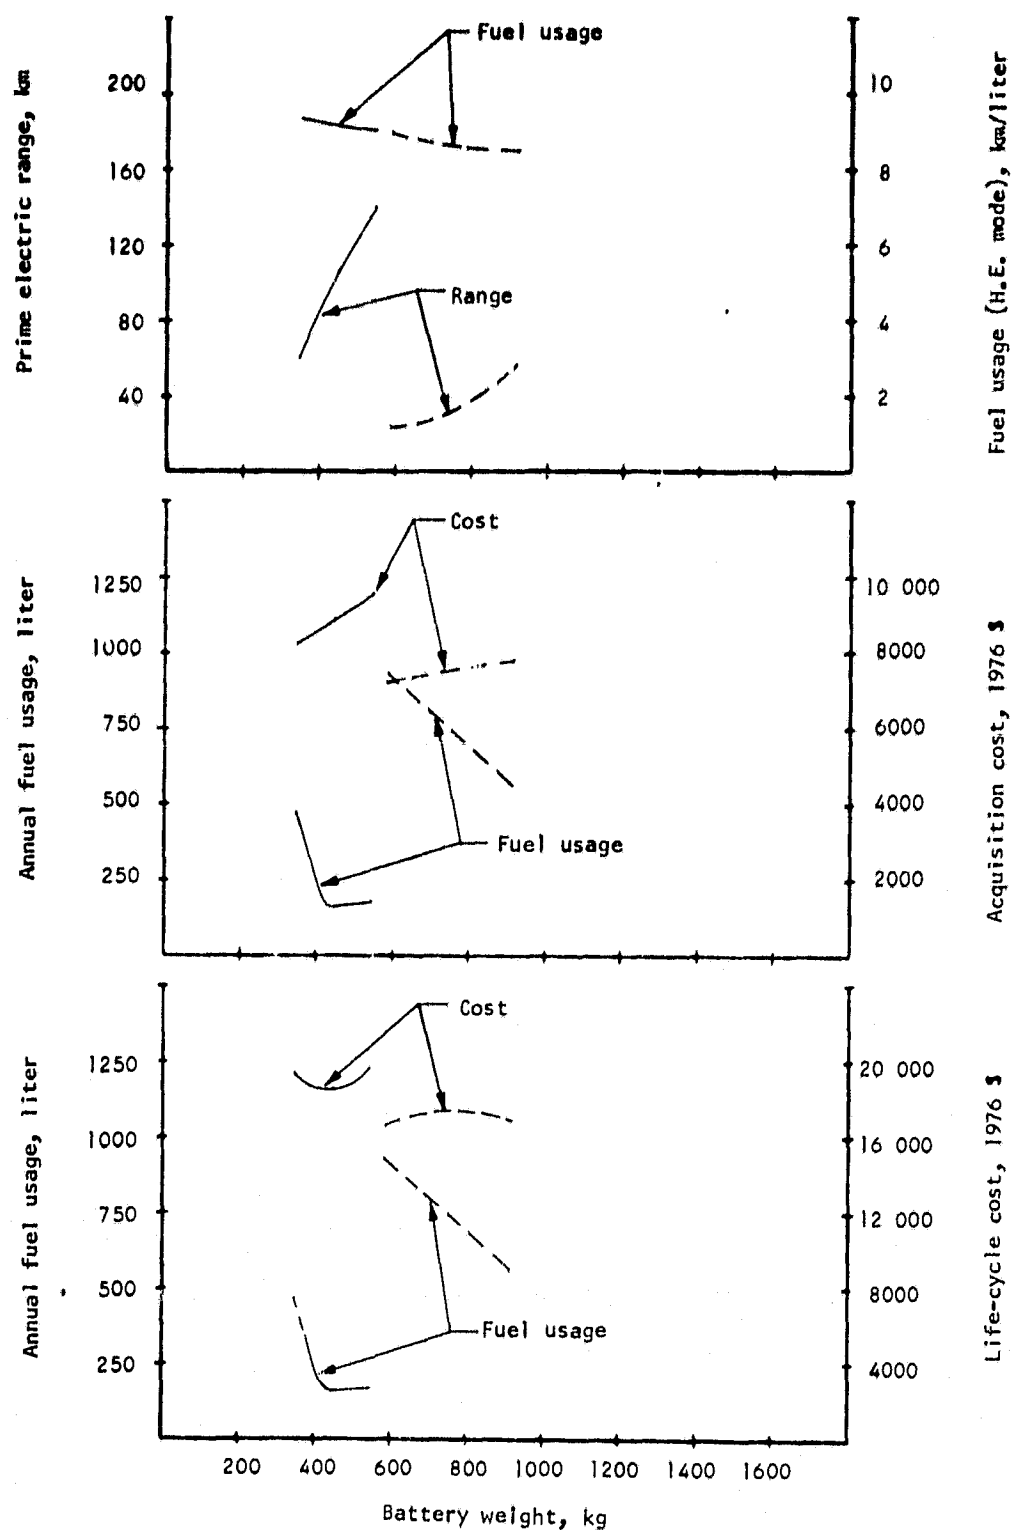 Prime electric range, km
200
160
120
80
40
Fuel usage
Range
10
8
6
4
2
Fuel usage (H.E. mode), km/liter
Annual fuel usage, liter
1250
1000
750
500
250
Cost
Fuel usage
10 000
8000
6000
4000
2000
Acquisition cost, 1976 $
Annual fuel usage, liter
1250
1000
750
500
250
Cost
Fuel usage
20 000
16 000
12 000
8000
4000
Life-cycle cost, 1976 $
200 400 600 800 1000 1200 1400 1600
Battery weight, kg